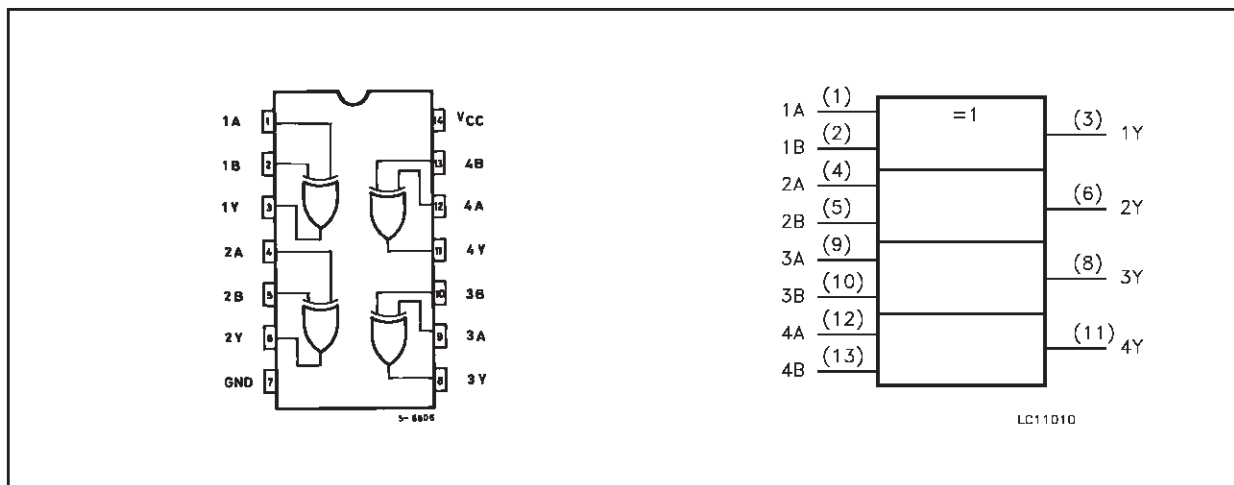 1A 1
1B 2
1Y 3
2A 4
2B 5
2Y 6
GND 7
14 VCC
13 4B
12 4A
11 4Y
10 3B
9 3A
8 3Y
S-6806
1A (1)
1B (2)
2A (4)
2B (5)
3A (9)
3B (10)
4A (12)
4B (13)
=1
(3) 1Y
(6) 2Y
(8) 3Y
(11) 4Y
LC11010